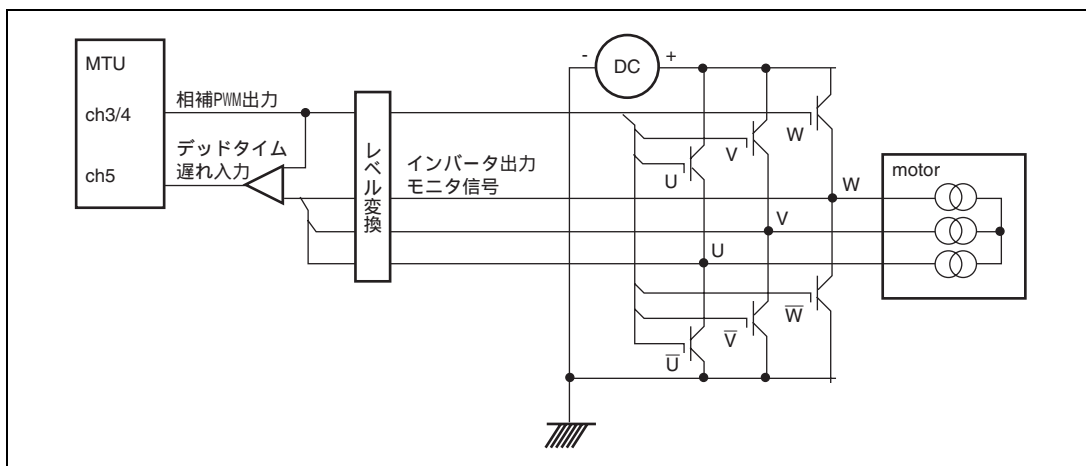 MTU
ch3/4
ch5
相補PWM出力
デッドタイム
遅れ入力
レベル変換
インバータ出力
モニタ信号
-
DC
+
U
V
W
W
V
U
U̅
V̅
W̅
motor